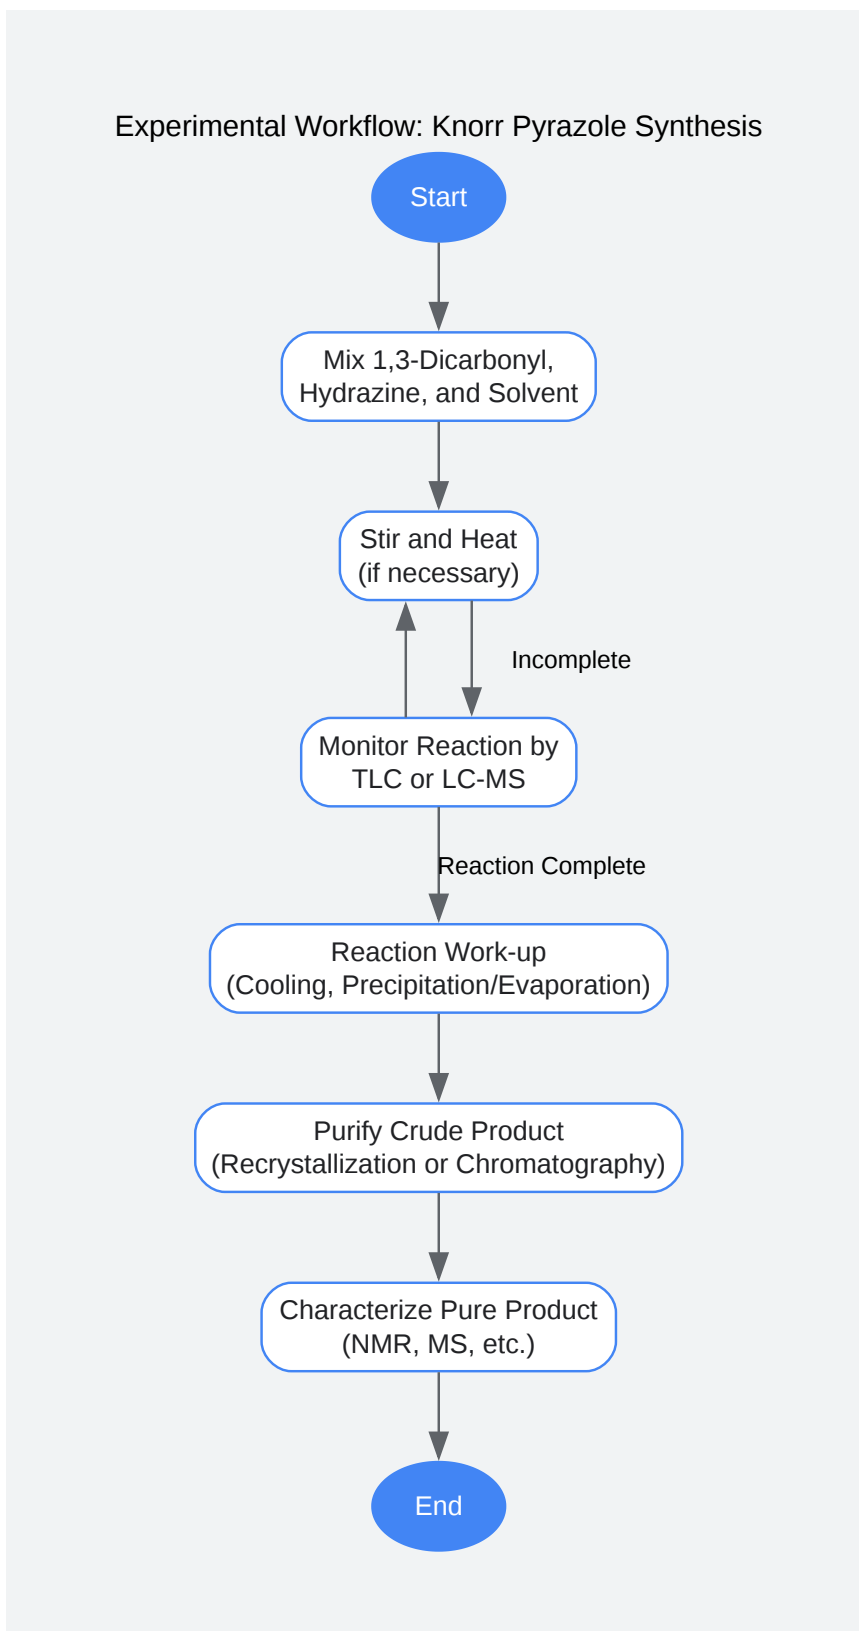 Experimental Workflow: Knorr Pyrazole Synthesis
Start
Mix 1,3-Dicarbonyl,
Hydrazine, and Solvent
Stir and Heat
(if necessary)
Incomplete
Monitor Reaction by
TLC or LC-MS
Reaction Complete
Reaction Work-up
(Cooling, Precipitation/Evaporation)
Purify Crude Product
(Recrystallization or Chromatography)
Characterize Pure Product
(NMR, MS, etc.)
End